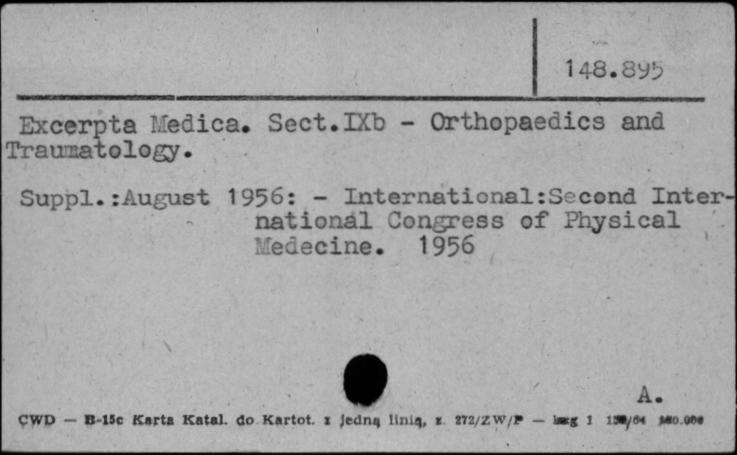 148.895
Excerpta Medica. Sect.IXb - Orthopaedics and
Traumatology.
Suppl.:August 1956: - International:Second Inter-
national Congress of Physical
Medecine. 1956
A.
CWD — B-15c Karta Katal. do Kartot. z jedną linią, z. 272/ZW/P —